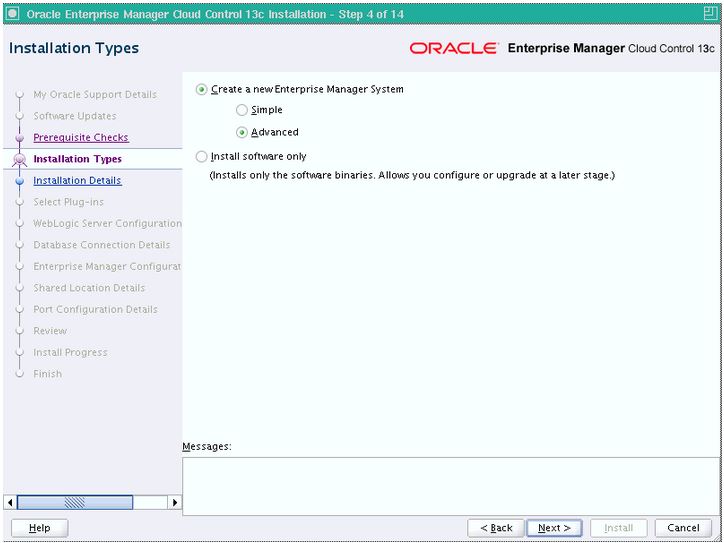 Oracle Enterprise Manager Cloud Control 13c Installation - Step 4 of 14
Installation Types
ORACLE Enterprise Manager Cloud Control 13c
My Oracle Support Details
Software Updates
Prerequisite Checks
Installation Types
Installation Details
Select Plug-ins
WebLogic Server Configuration
Database Connection Details
Enterprise Manager Configurat
Shared Location Details
Port Configuration Details
Review
Install Progress
Finish
Create a new Enterprise Manager System
Simple
Advanced
Install software only
(Installs only the software binaries. Allows you configure or upgrade at a later stage.)
Messages:
Help
< Back
Next >
Install
Cancel